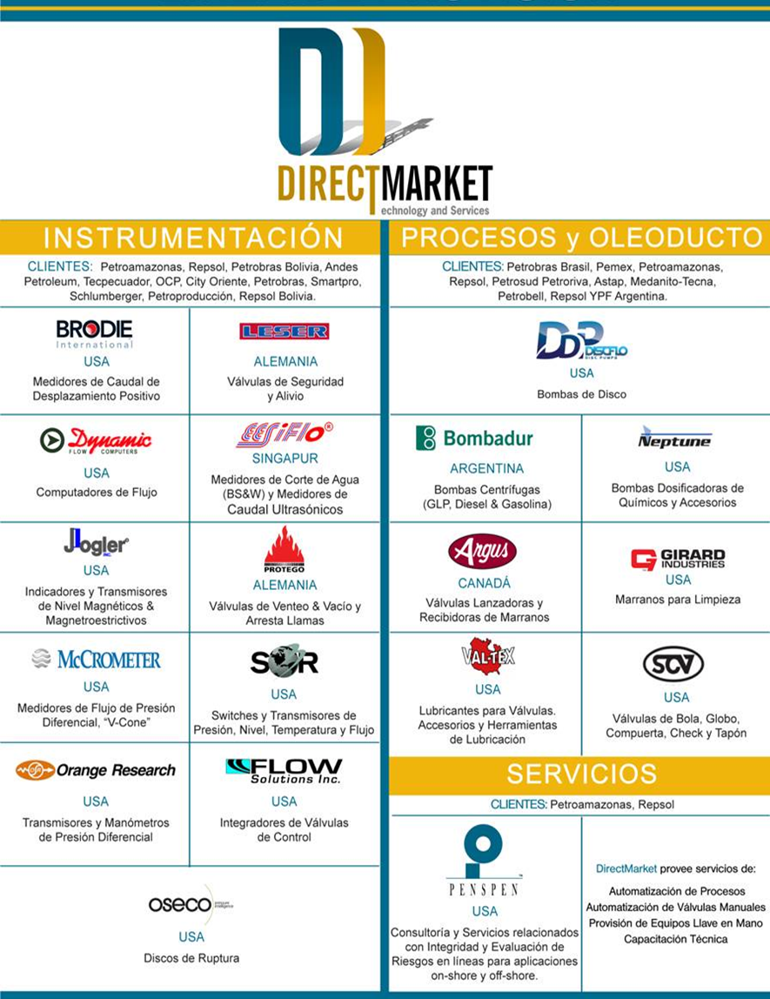 DIRECTMARKET
echnology and Services
INSTRUMENTACIÓN
CLIENTES: Petroamazonas, Repsol, Petrobras Bolivia, Andes
Petroleum, Tecpecuador, OCP, City Oriente, Petrobras, Smartpro,
Schlumberger, Petroproducción, Repsol Bolivia.
BRODIE
International
USA
Medidores de Caudal de
Desplazamiento Positivo
LESER
ALEMANIA
Válvulas de Seguridad
y Alivio
Dynamic
FLOW COMPUTERS
USA
Computadores de Flujo
EESiFlo®
SINGAPUR
Medidores de Corte de Agua
(BS&W) y Medidores de
Caudal Ultrasónicos
Jogler
INC.
USA
Indicadores y Transmisores
de Nivel Magnéticos &
Magnetroestrictivos
PROTEGO
ALEMANIA
Válvulas de Venteo & Vacío y
Arresta Llamas
McCROMETER
USA
Medidores de Flujo de Presión
Diferencial, “V-Cone”
SOR
USA
Switches y Transmisores de
Presión, Nivel, Temperatura y Flujo
Orange Research
USA
Transmisores y Manómetros
de Presión Diferencial
FLOW
Solutions Inc.
USA
Integradores de Válvulas
de Control
OSECO
USA
Discos de Ruptura
PROCESOS y OLEODUCTO
CLIENTES: Petrobras Brasil, Pemex, Petroamazonas,
Repsol, Petrosud Petroriva, Astap, Medanito-Tecna,
Petrobell, Repsol YPF Argentina.
DDP DISCFLO
DISC PUMPS
USA
Bombas de Disco
Bombadur
ARGENTINA
Bombas Centrífugas
(GLP, Diesel & Gasolina)
Neptune
USA
Bombas Dosificadoras de
Químicos y Accesorios
Argus
CANADÁ
Válvulas Lanzadoras y
Recibidoras de Marranos
GIRARD
INDUSTRIES
USA
Marranos para Limpieza
VAL-TEX
USA
Lubricantes para Válvulas.
Accesorios y Herramientas
de Lubricación
SCV
USA
Válvulas de Bola, Globo,
Compuerta, Check y Tapón
SERVICIOS
CLIENTES: Petroamazonas, Repsol
PENSPEN
USA
Consultoría y Servicios relacionados
con Integridad y Evaluación de
Riesgos en líneas para aplicaciones
on-shore y off-shore.
DirectMarket provee servicios de:
Automatización de Procesos
Automatización de Válvulas Manuales
Provisión de Equipos Llave en Mano
Capacitación Técnica